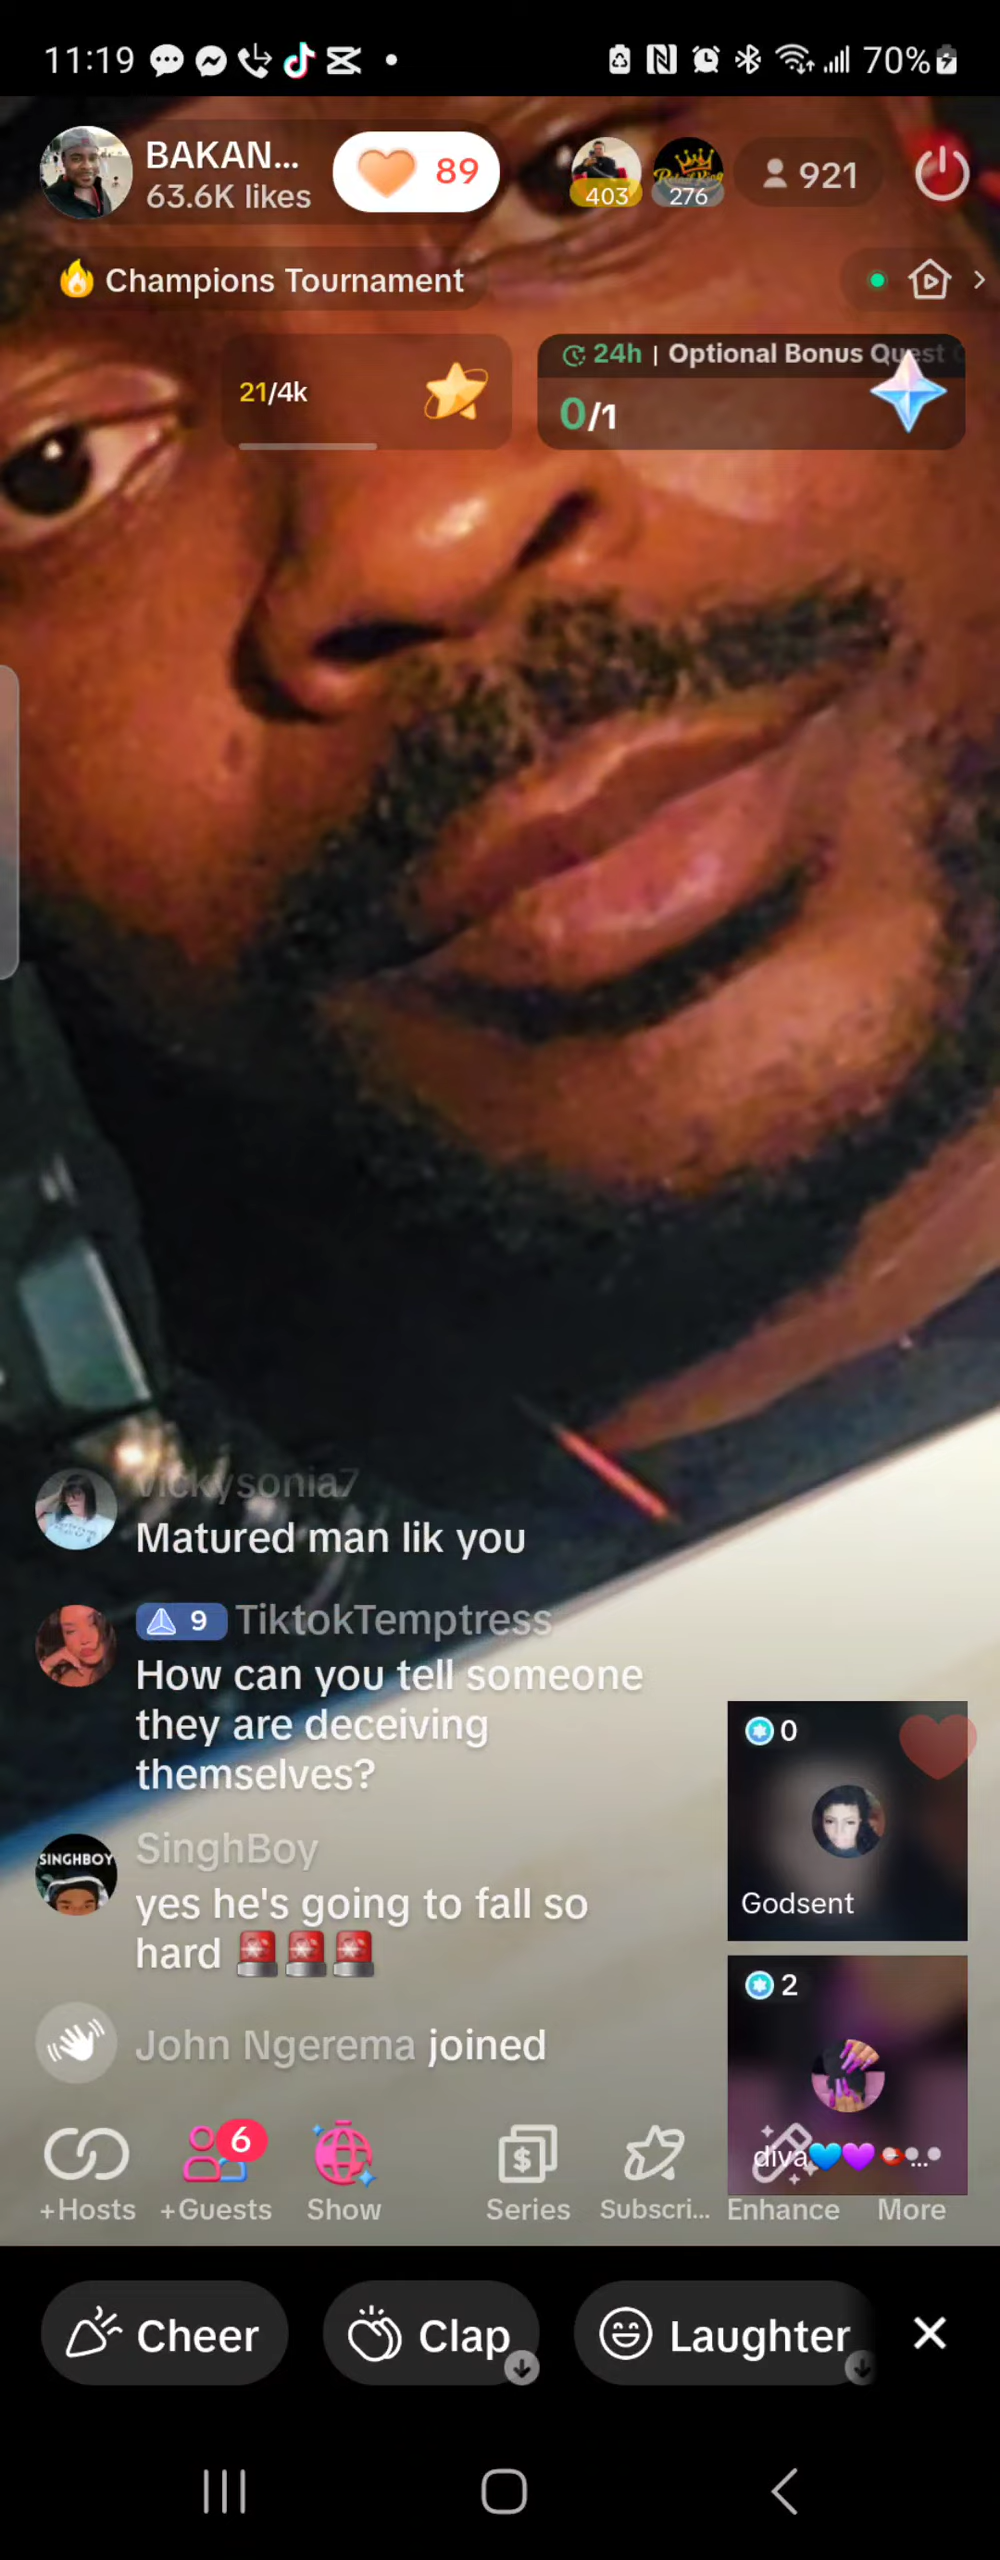 11:19
70%
BAKAN...
63.6K likes
89
403
276
921
🔥 Champions Tournament
21/4k
24h | Optional Bonus Quest
0/1
vickysonia7
Matured man lik you
9 TiktokTemptress
How can you tell someone
they are deceiving
themselves?
SINGHBOY
SinghBoy
yes he's going to fall so
hard 🚨🚨🚨
John Ngerema joined
0
Godsent
2
diva💙💜💋...
6
+Hosts
+Guests
Show
Series
Subscri...
Enhance
More
Cheer
Clap
Laughter